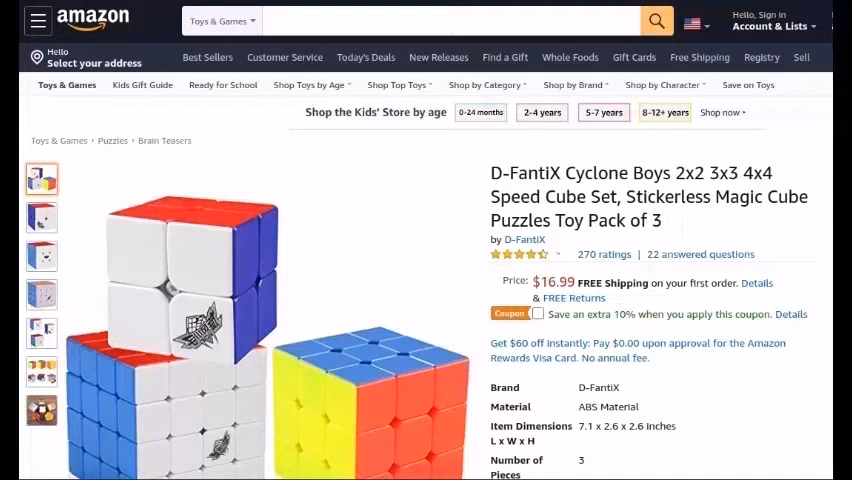 amazon
Toys & Games
Hello, Sign in
Account & Lists
Hello
Select your address
Best Sellers Customer Service Today's Deals New Releases Find a Gift Whole Foods Gift Cards Free Shipping Registry Sell
Toys & Games Kids Gift Guide Ready for School Shop Toys by Age Shop Top Toys Shop by Category Shop by Brand Shop by Character Save on Toys
Shop the Kids' Store by age 0-24 months 2-4 years 5-7 years 8-12+ years Shop now
Toys & Games › Puzzles › Brain Teasers
D-FantiX Cyclone Boys 2x2 3x3 4x4
Speed Cube Set, Stickerless Magic Cube
Puzzles Toy Pack of 3
by D-FantiX
270 ratings | 22 answered questions
Price: $16.99 FREE Shipping on your first order. Details
& FREE Returns
Coupon Save an extra 10% when you apply this coupon. Details
Get $60 off Instantly: Pay $0.00 upon approval for the Amazon
Rewards Visa Card. No annual fee.
Brand D-FantiX
Material ABS Material
Item Dimensions 7.1 x 2.6 x 2.6 Inches
L x W x H
Number of 3
Pieces